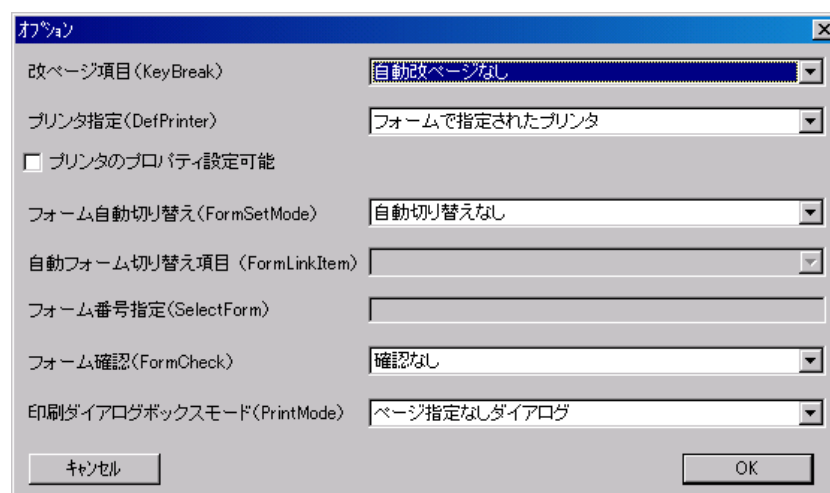 オプション
改ページ項目(KeyBreak) 自動改ページなし
プリンタ指定(DefPrinter) フォームで指定されたプリンタ
プリンタのプロパティ設定可能
フォーム自動切り替え(FormSetMode) 自動切り替えなし
自動フォーム切り替え項目 (FormLinkItem)
フォーム番号指定(SelectForm)
フォーム確認(FormCheck) 確認なし
印刷ダイアログボックスモード(PrintMode) ページ指定なしダイアログ
キャンセル OK